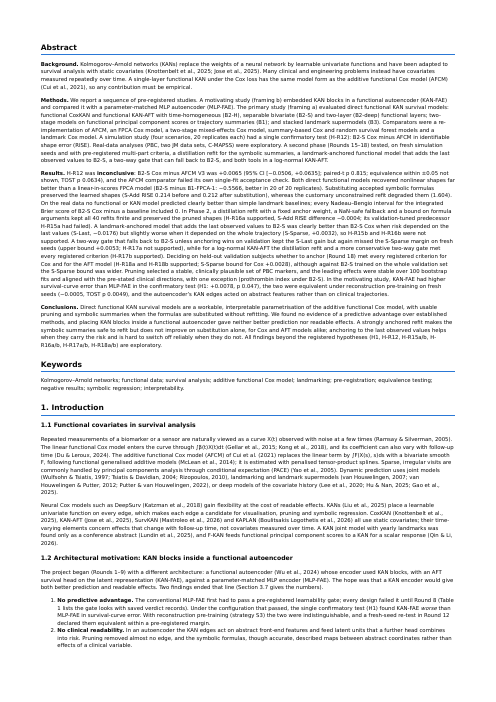 Abstract
Background. Kolmogorov–Arnold networks (KANs) replace the weights of a neural network by learnable univariate functions and have been adapted to
survival analysis with static covariates (Knottenbelt et al. 2025; Jose et al. 2025). Many clinical and engineering problems instead have covariates
measured repeatedly over time. A single-layer functional KAN under the Cox loss has the same model form as the additive functional Cox model (AFCM)
(Cui et al. 2021), so any contribution must be empirical.
Methods. We report a sequence of pre-registered studies. A motivating study (framing b) embedded KAN blocks in a functional autoencoder (KAN-FAE)
and compared it with a parameter-matched MLP autoencoder (MLP-FAE). The primary study (framing a) evaluated direct functional KAN survival models:
functional CoxKAN and functional KAN-AFT with time-homogeneous (B2-H), separable bivariate (B2-S) and two-layer (B2-deep) functional layers; two-
stage models on functional principal component scores or trajectory summaries (B1); and stacked landmark supermodels (B3). Comparators were a re-
implementation of AFCM, an FPCA Cox model, a two-stage mixed-effects Cox model, summary-based Cox and random survival forests models and a
landmark Cox model. A simulation study (four scenarios, 20 replicates each) had a single confirmatory test (H-R12): B2-S Cox minus AFCM in identifiable
shape error (RISE). Real-data analyses (PBC, two JM data sets, C-MAPSS) were exploratory. A second programme (Rounds 15–18) tested, on fresh simulation
seeds and with pre-registered multi-part criteria, a distillation refit for the symbolic summaries, a landmark-anchored functional model that adds the last
observed values to B2-S, a two-way gate that can fall back to B2-S, and both tools in a log-normal KAN-AFT.
Results. H-R12 was inconclusive: B2-S Cox minus AFCM V3 was +0.0065 (95% CI [−0.0506, +0.0635]; paired-t p 0.815; equivalence within ±0.05 not
shown, TOST p 0.0634), and the AFCM comparator failed its own single-fit acceptance check. Both direct functional models recovered nonlinear shapes far
better than a linear-in-scores FPCA model (B2-S minus B1-FPCA-1: −0.5566, better in 20 of 20 replicates). Substituting accepted symbolic formulas
preserved the learned shapes (S-Add RISE 0.214 before and 0.212 after substitution), whereas the customary unconstrained refit degraded them (1.604).
On the real data no functional or KAN model predicted clearly better than simple landmark baselines; every Nadeau–Bengio interval for the integrated
Brier score of B2-S Cox minus a baseline included 0. In Phase 2, a distillation refit with a fixed anchor weight, a Nall-safe fallback and a bound on formula
arguments kept all 40 refits finite and preserved the pruned shapes (H-R16a supported, S-Add RISE difference −0.0004; its validation-tuned predecessor
H-R15a had failed). A landmark-anchored model that adds the last observed values to B2-S was clearly better than B2-S Cox when risk depended on the
last values (S-Last, −0.0176) but slightly worse when it depended on the whole trajectory (S-Sparse, +0.0032), so H-R15b and H-R16b were not
supported. A two-way gate that falls back to B2-S unless anchoring wins on validation kept the S-Last gain but again missed the S-Sparse margin on fresh
seeds (upper bound +0.0053; H-R17a not supported), while for a log-normal KAN-AFT the distillation refit and a more conservative two-way gate met
every registered criterion (H-R17b supported). Deciding on held-out validation subjects whether to anchor (Round 18) met every registered criterion for
Cox and for the AFT model (H-R18a and H-R18b supported; S-Sparse bound for Cox +0.0028), although against B2-S trained on the whole validation set
the S-Sparse bound was wider. Pruning selected a stable, clinically plausible set of PBC markers, and the leading effects were stable over 100 bootstrap
fits and aligned with the pre-stated clinical directions, with one exception (prothrombin index under B2-S). In the motivating study, KAN-FAE had higher
survival-curve error than MLP-FAE in the confirmatory test (H1: +0.0078, p 0.047), the two were equivalent under reconstruction pre-training on fresh
seeds (−0.0005, TOST p 0.0049), and the autoencoder's KAN edges acted on abstract features rather than on clinical trajectories.
Conclusions. Direct functional KAN survival models are a workable, interpretable parameterisation of the additive functional Cox model, with usable
pruning and symbolic summaries when the formulas are substituted without refitting. We found no evidence of a predictive advantage over established
methods, and placing KAN blocks inside a functional autoencoder gave neither better prediction nor readable effects. A strongly anchored refit makes the
symbolic summaries safe to refit but does not improve on substitution alone, for Cox and AFT models alike; anchoring to the last observed values helps
when they carry the risk and is hard to switch off reliably when they do not. All findings beyond the registered hypotheses (H1, H-R12, H-R15a/b, H-
R16a/b, H-R17a/b, H-R18a/b) are exploratory.
Keywords
Kolmogorov–Arnold networks; functional data; survival analysis; additive functional Cox model; landmarking; pre-registration; equivalence testing;
negative results; symbolic regression; interpretability.
1. Introduction
1.1 Functional covariates in survival analysis
Repeated measurements of a biomarker or a sensor are naturally viewed as a curve X(t) observed with noise at a few times (Ramsay & Silverman, 2005).
The linear functional Cox model enters the curve through ∫β(t)X(t)dt (Gellar et al. 2015; Kong et al. 2018), and its coefficient can also vary with follow-up
time (Du & Leroux, 2024). The additive functional Cox model (AFCM) of Cui et al. (2021) replaces the linear term by ∫F(X(s), s)ds with a bivariate smooth
F, following functional generalised additive models (McLean et al. 2014); it is estimated with penalised tensor-product splines. Sparse, irregular visits are
commonly handled by principal components analysis through conditional expectation (PACE) (Yao et al. 2005). Dynamic prediction uses joint models
(Wulfsohn & Tsiatis, 1997; Tsiatis & Davidian, 2004; Rizopoulos, 2010), landmarking and landmark supermodels (van Houwelingen, 2007; van
Houwelingen & Putter, 2012; Putter & van Houwelingen, 2022), or deep models of the covariate history (Lee et al. 2020; Hu & Nan, 2025; Gao et al.
2025).
Neural Cox models such as DeepSurv (Katzman et al. 2018) gain flexibility at the cost of readable effects. KANs (Liu et al. 2025) place a learnable
univariate function on every edge, which makes each edge a candidate for visualisation, pruning and symbolic regression. CoxKAN (Knottenbelt et al.
2025), KAN-AFT (Jose et al. 2025), SurvKAN (Mastroleo et al. 2026) and KAPLAN (Boulitsakis Logothetis et al. 2026) all use static covariates; their time-
varying elements concern effects that change with follow-up time, not covariates measured over time. A KAN joint model with yearly landmarks was
found only as a conference abstract (Lundin et al. 2025), and F-KAN feeds functional principal component scores to a KAN for a scalar response (Qin & Li,
2026).
1.2 Architectural motivation: KAN blocks inside a functional autoencoder
The project began (Rounds 1–9) with a different architecture: a functional autoencoder (Wu et al. 2024) whose encoder used KAN blocks, with an AFT
survival head on the latent representation (KAN-FAE), against a parameter-matched MLP encoder (MLP-FAE). The hope was that a KAN encoder would give
both better prediction and readable effects. Two findings ended that line (Section 3.7 gives the numbers).
1. No predictive advantage. The conventional MLP-FAE first had to pass a pre-registered learnability gate; every design failed it until Round 8 (Table
1 lists the gate looks with saved verdict records). Under the configuration that passed, the single confirmatory test (H1) found KAN-FAE worse than
MLP-FAE in survival-curve error. With reconstruction pre-training (strategy S3) the two were indistinguishable, and a fresh-seed re-test in Round 12
declared them equivalent within a pre-registered margin.
2. No clinical readability. In an autoencoder the KAN edges act on abstract front-end features and feed latent units that a further head combines
into risk. Pruning removed almost no edge, and the symbolic formulas, though accurate, described maps between abstract coordinates rather than
effects of a clinical variable.